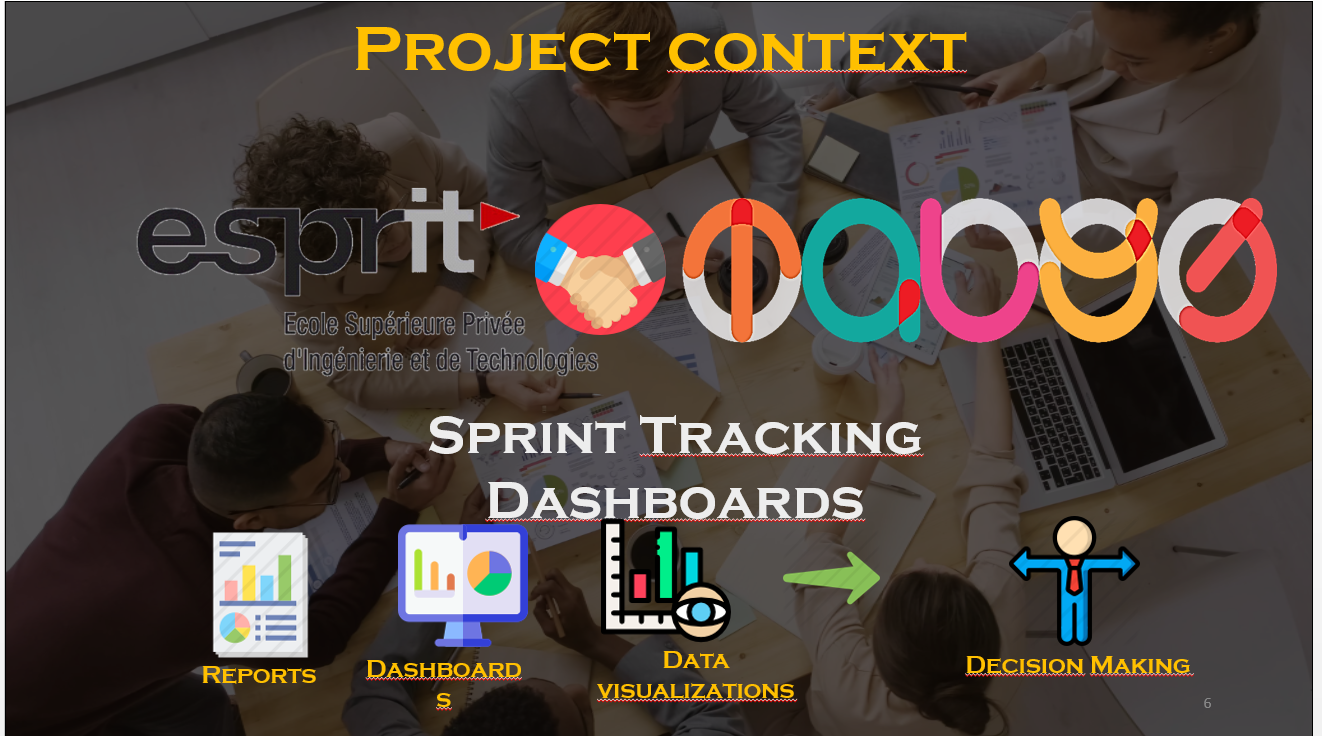 Project context
esprit
Ecole Supérieure Privée
d'Ingénierie et de Technologies
Sprint Tracking
Dashboards
Reports
Dashboard
s
Data
visualizations
Decision Making
6